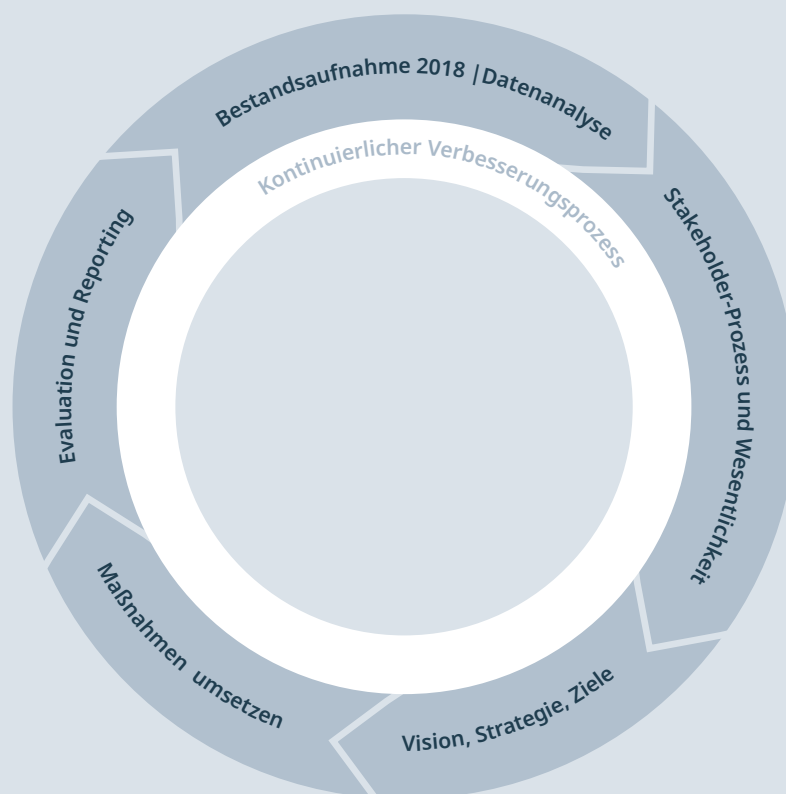 Bestandsaufnahme 2018 |Datenanalyse
Kontinuierlicher Verbesserungsprozess
Stakeholder-Prozess und Wesentlichkeit
Vision, Strategie, Ziele
Maßnahmen umsetzen
Evaluation und Reporting